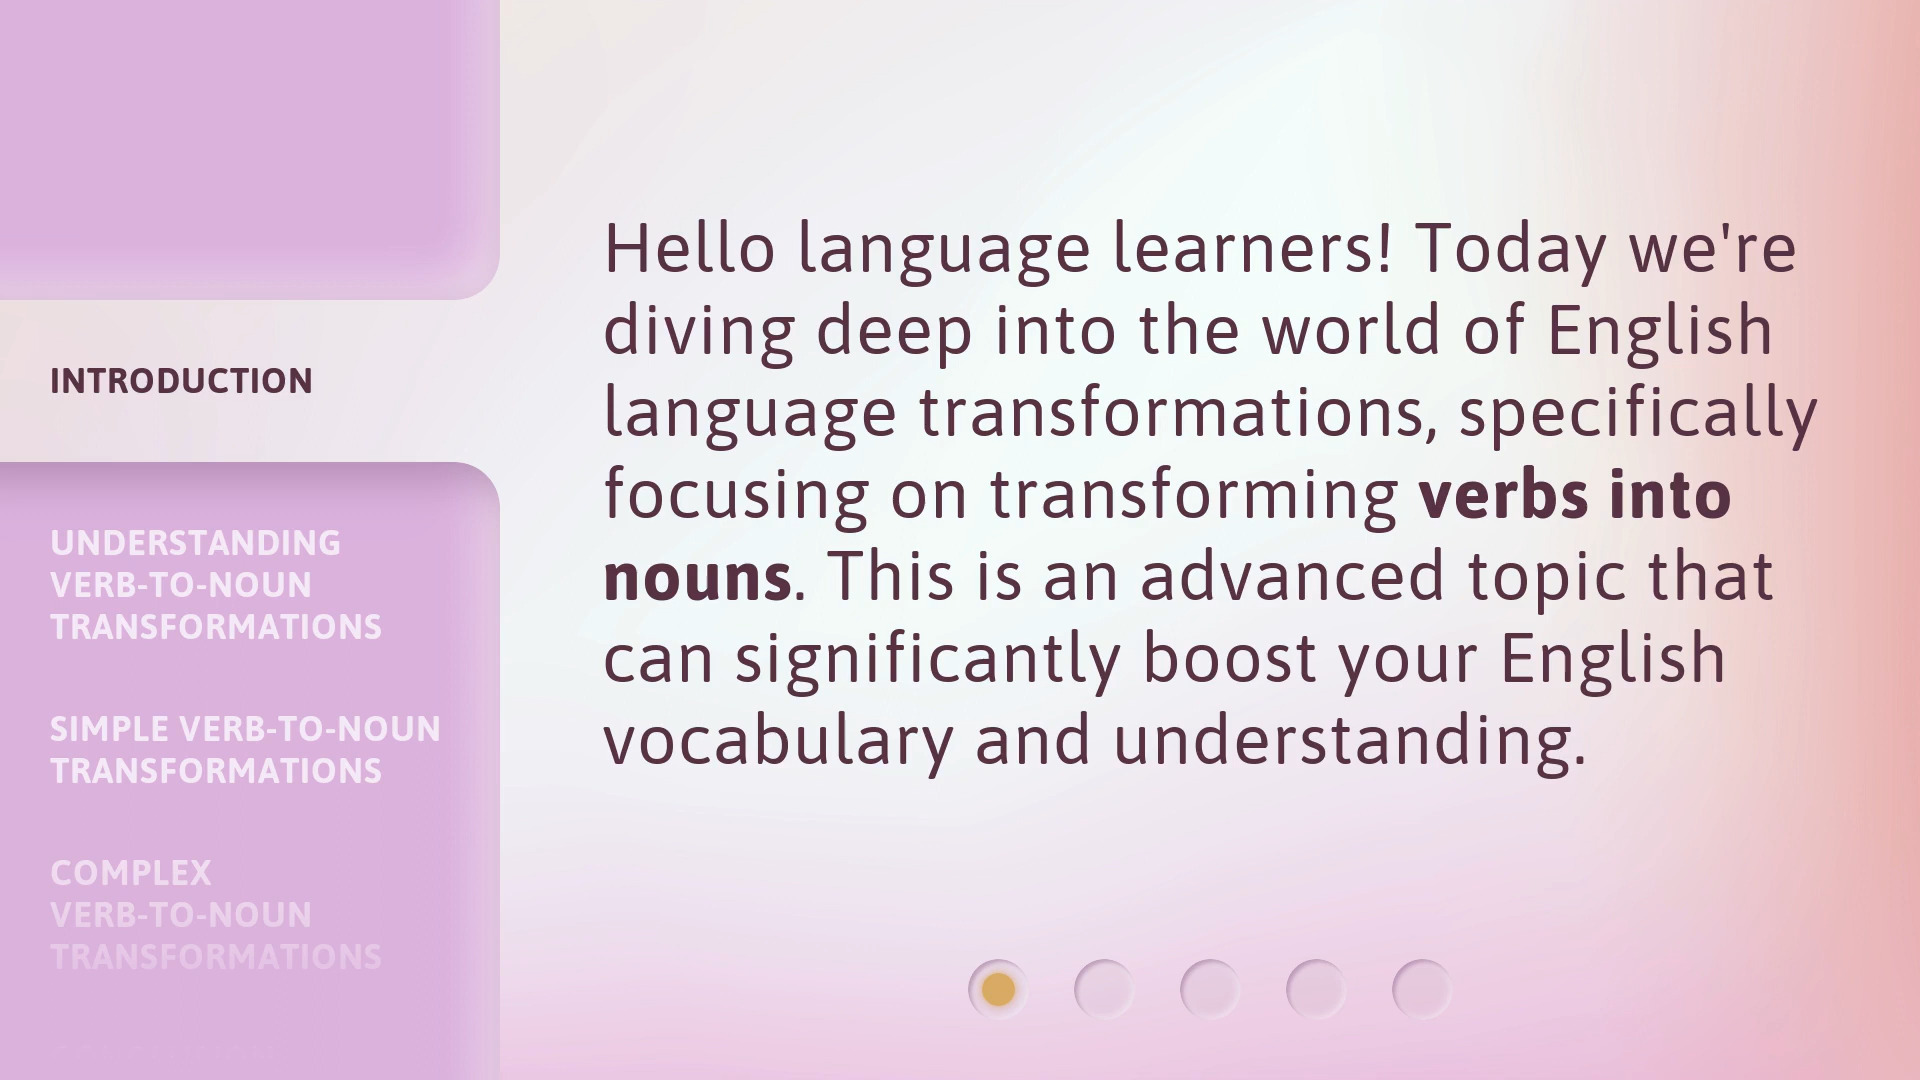 INTRODUCTION
UNDERSTANDING
VERB-TO-NOUN
TRANSFORMATIONS
SIMPLE VERB-TO-NOUN
TRANSFORMATIONS
COMPLEX
VERB-TO-NOUN
TRANSFORMATIONS
Hello language learners! Today we're
diving deep into the world of English
language transformations, specifically
focusing on transforming verbs into
nouns. This is an advanced topic that
can significantly boost your English
vocabulary and understanding.